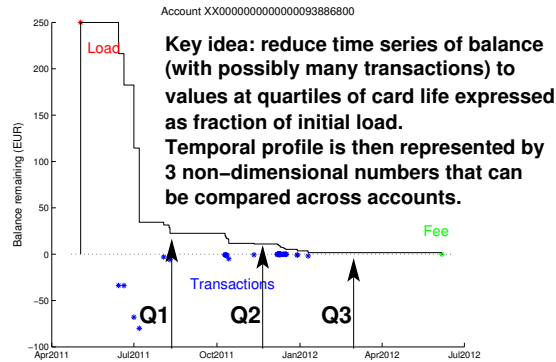 Account XX0000000000000093886800
Key idea: reduce time series of balance
(with possibly many transactions) to
values at quartiles of card life expressed
as fraction of initial load.
Temporal profile is then represented by
3 non-dimensional numbers that can
be compared across accounts.
Load
Fee
Transactions
Q1
Q2
Q3
Balance remaining (EUR)
250
200
150
100
50
0
−50
−100
Apr2011
Jul2011
Oct2011
Jan2012
Apr2012
Jul2012